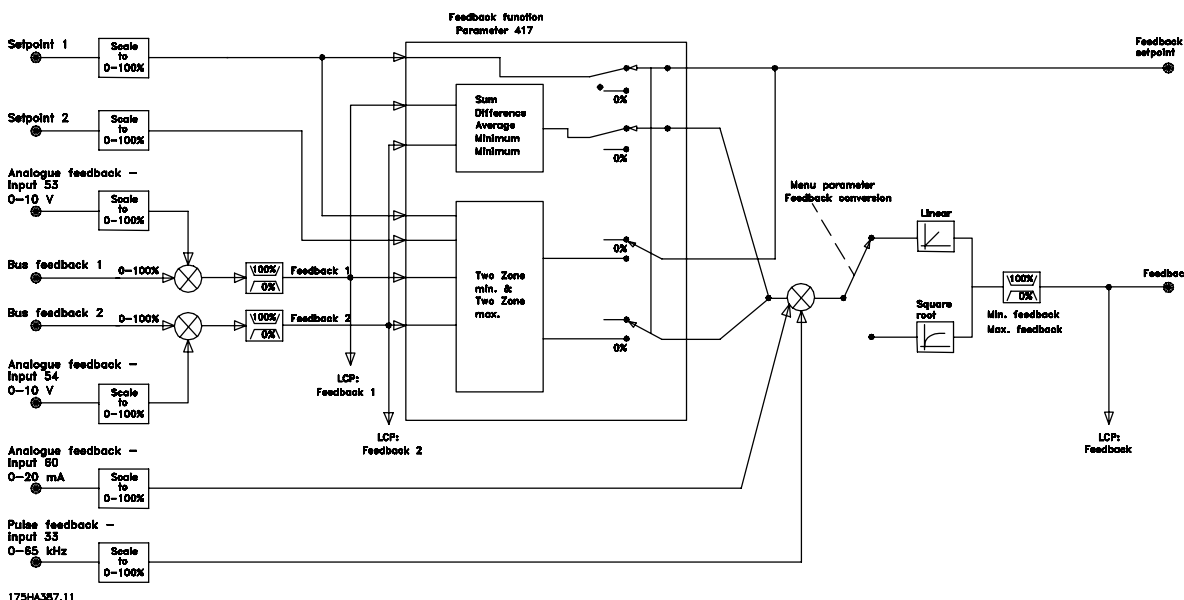 Feedback function
Parameter 417
Setpoint 1
Scale
to
0-100%
Feedback
setpoint
0%
Sum
Difference
Average
Minimum
Minimum
0%
Setpoint 2
Scale
to
0-100%
Analogue feedback -
Input 53
0-10 V
Scale
to
0-100%
Menu parameter
Feedback conversion
Linear
Two Zone
min. &
Two Zone
max.
0%
0%
Bus feedback 1
0-100%
100%
0%
Feedback 1
Bus feedback 2
0-100%
100%
0%
Feedback 2
Square
root
100%
0%
Min. feedback
Max. feedback
Feedbac
Analogue feedback -
Input 54
0-10 V
Scale
to
0-100%
LCP:
Feedback 1
LCP:
Feedback 2
LCP:
Feedback
Analogue feedback -
Input 60
0-20 mA
Scale
to
0-100%
Pulse feedback -
input 33
0-65 kHz
Scale
to
0-100%
175HA387.11